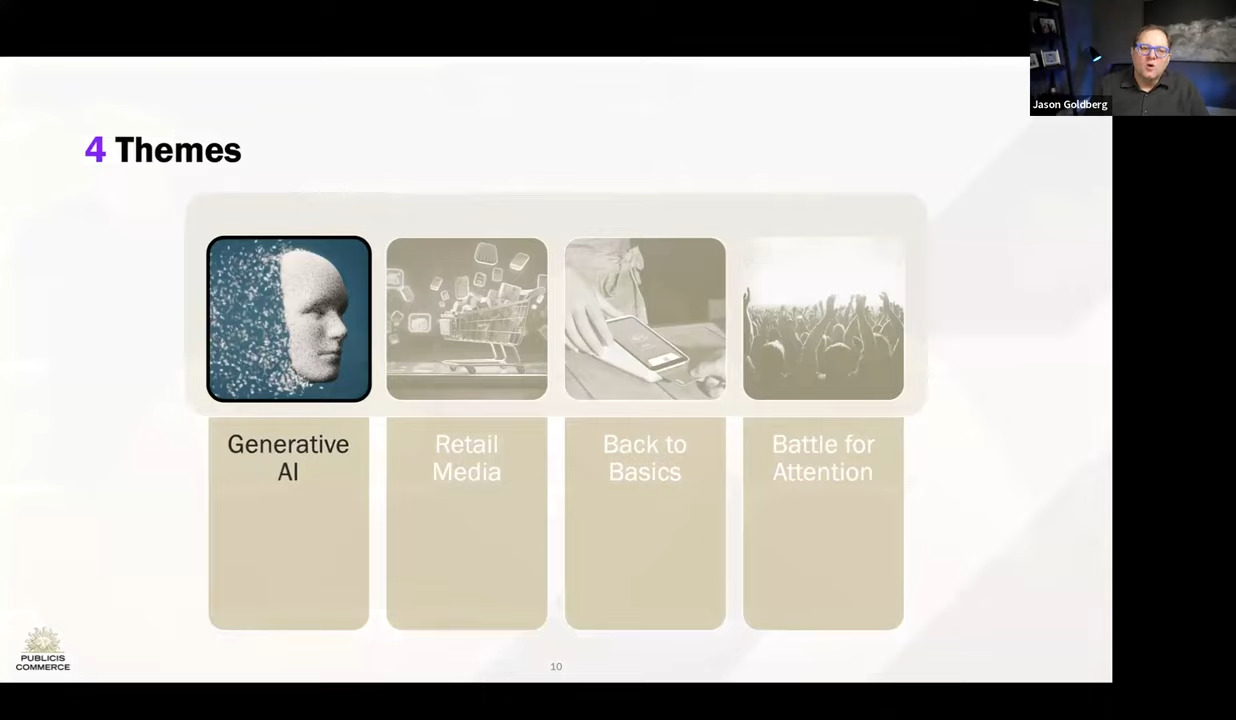 Jason Goldberg
4 Themes
Generative
AI
Retail
Media
Back to
Basics
Battle for
Attention
PUBLICIS
COMMERCE
10